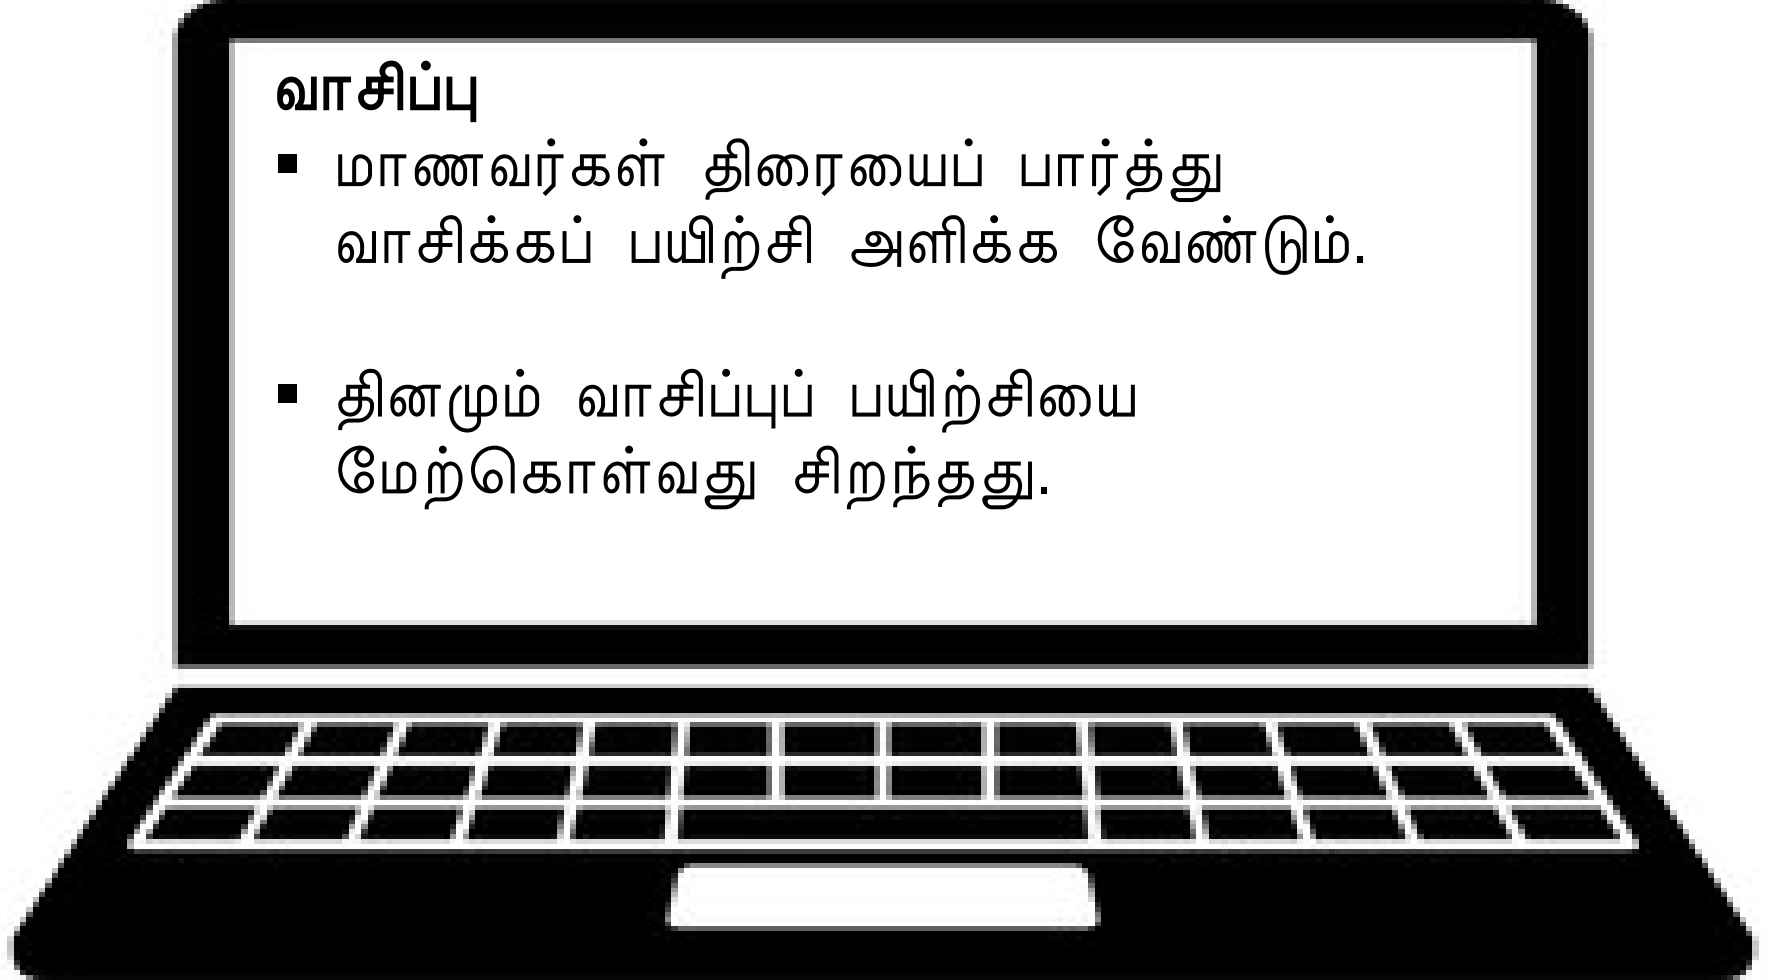 வாசிப்பு
▪ மாணவர்கள் திரையைப் பார்த்து
வாசிக்கப் பயிற்சி அளிக்க வேண்டும்.
▪ தினமும் வாசிப்புப் பயிற்சியை
மேற்கொள்வது சிறந்தது.